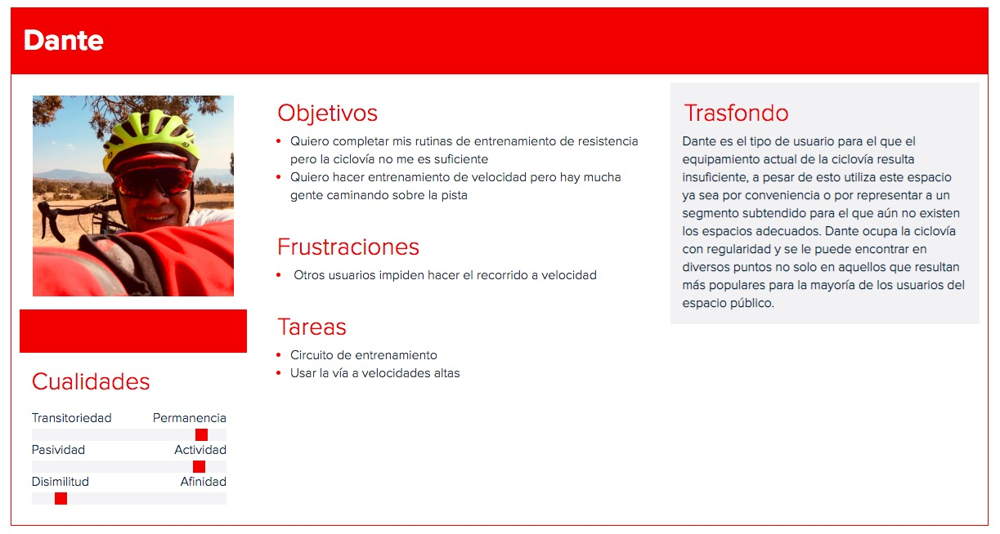 Dante
Objetivos
Quiero completar mis rutinas de entrenamiento de resistencia
pero la ciclovía no me es suficiente
Quiero hacer entrenamiento de velocidad pero hay mucha
gente caminando sobre la pista
Frustraciones
Otros usuarios impiden hacer el recorrido a velocidad
Tareas
Circuito de entrenamiento
Usar la vía a velocidades altas
Trasfondo
Dante es el tipo de usuario para el que el
equipamiento actual de la ciclovía resulta
insuficiente, a pesar de esto utiliza este espacio
ya sea por conveniencia o por representar a un
segmento subtendido para el que aún no existen
los espacios adecuados. Dante ocupa la ciclovía
con regularidad y se le puede encontrar en
diversos puntos no solo en aquellos que resultan
más populares para la mayoría de los usuarios del
espacio público.
Cualidades
Transitoriedad Permanencia
Pasividad Actividad
Disimilitud Afinidad